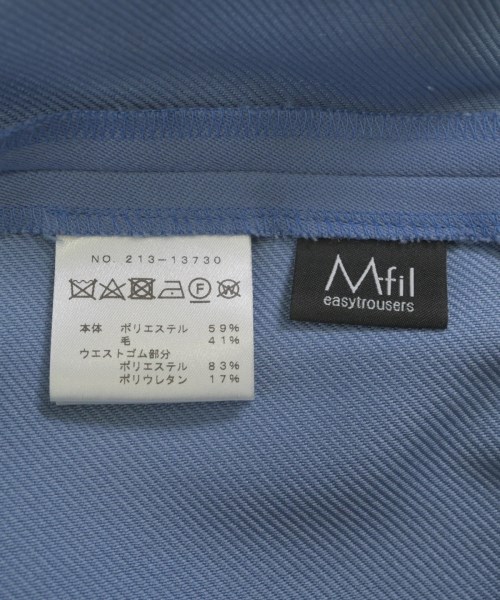 NO. 213-13730
F W
本体 ポリエステル 59%
毛 41%
ウエストゴム部分
ポリエステル 83%
ポリウレタン 17%
M-fil
easytrousers